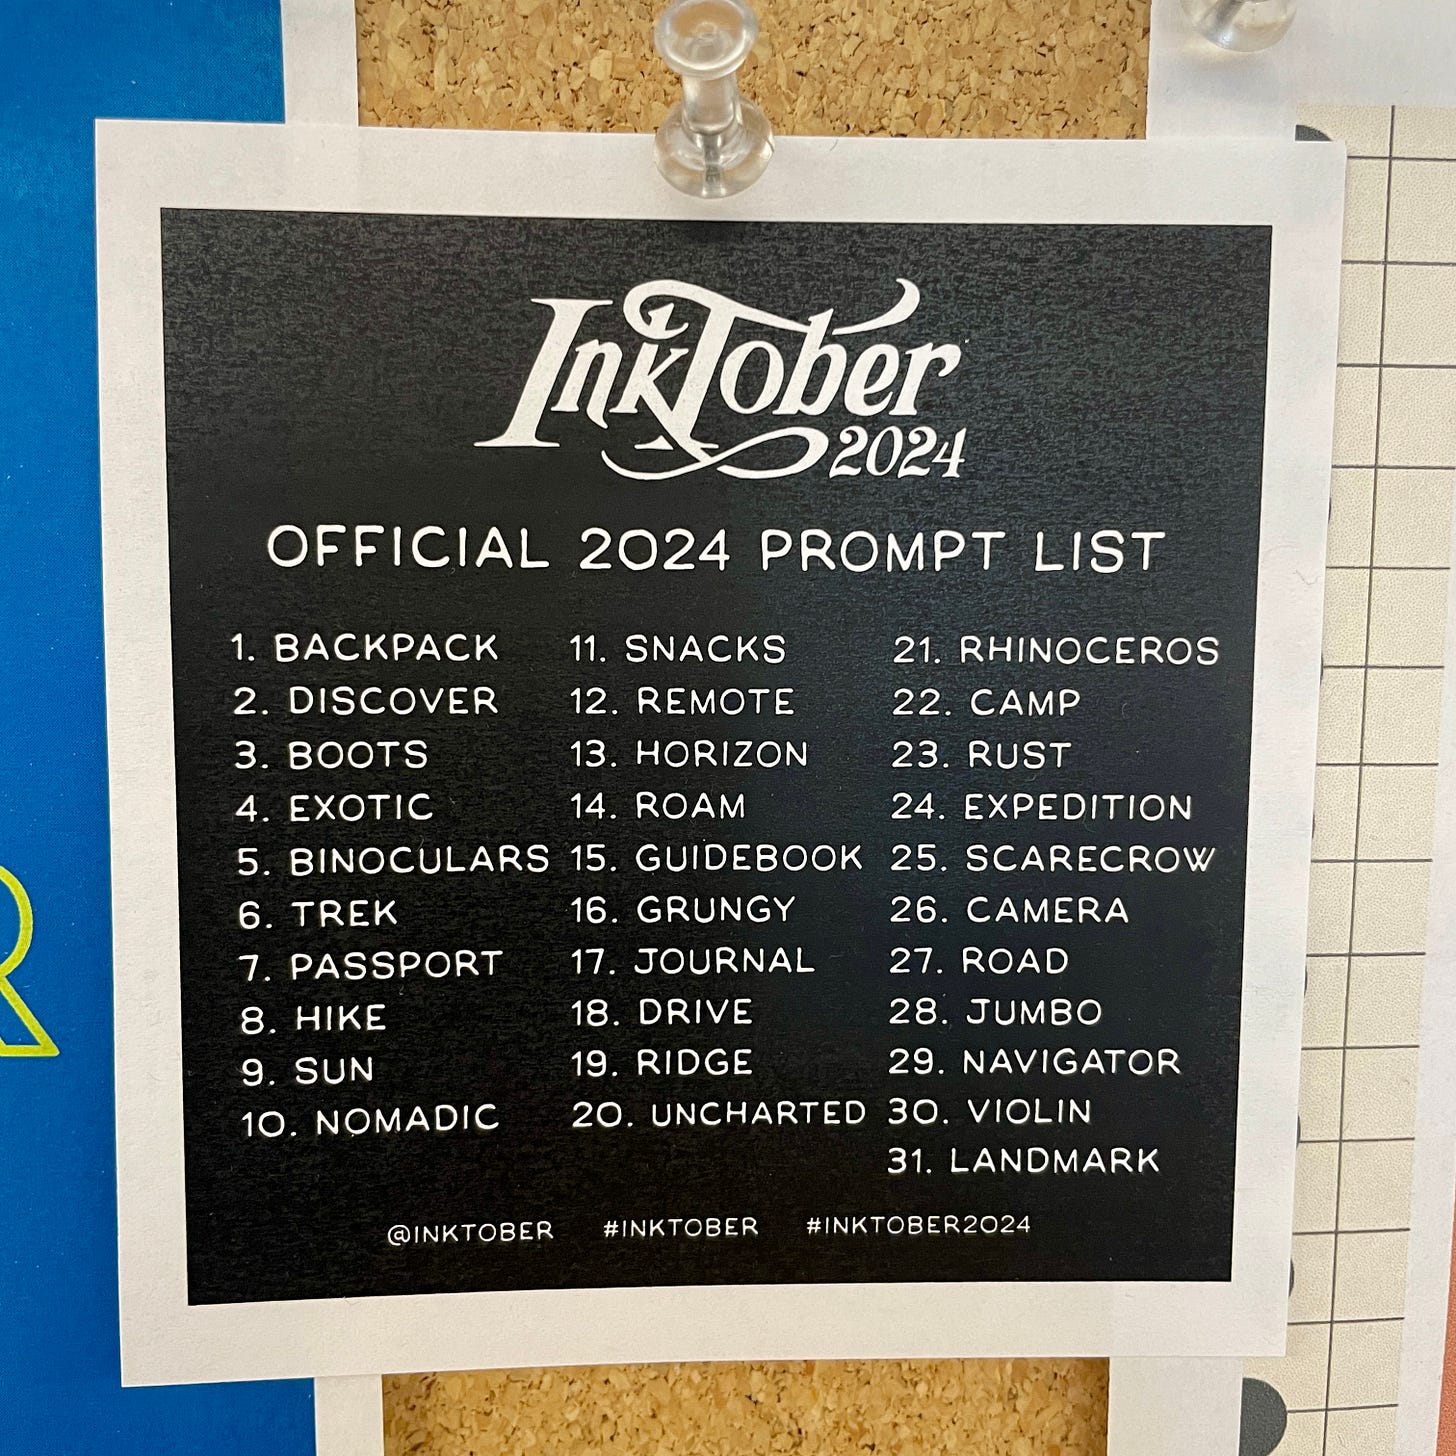 InkTober
2024
OFFICIAL 2024 PROMPT LIST
1. BACKPACK
2. DISCOVER
3. BOOTS
4. EXOTIC
5. BINOCULARS
6. TREK
7. PASSPORT
8. HIKE
9. SUN
10. NOMADIC
11. SNACKS
12. REMOTE
13. HORIZON
14. ROAM
15. GUIDEBOOK
16. GRUNGY
17. JOURNAL
18. DRIVE
19. RIDGE
20. UNCHARTED
21. RHINOCEROS
22. CAMP
23. RUST
24. EXPEDITION
25. SCARECROW
26. CAMERA
27. ROAD
28. JUMBO
29. NAVIGATOR
30. VIOLIN
31. LANDMARK
@INKTOBER #INKTOBER #INKTOBER2024
R